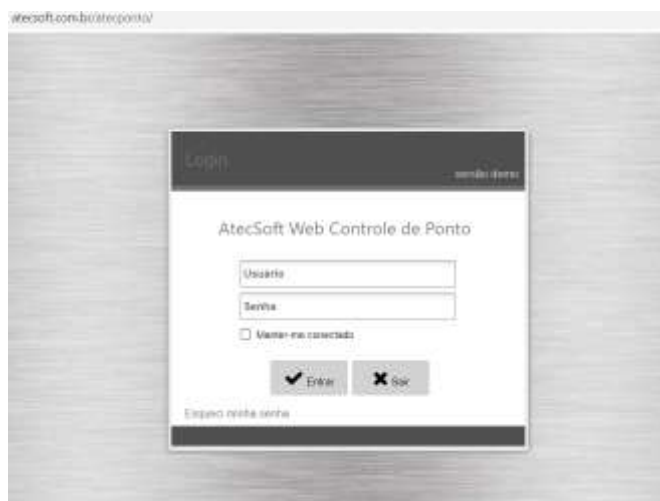 atecsoft.com.br/atecponto/
Login
versão demo
AtecSoft Web Controle de Ponto
Usuário
Senha
Manter-me conectado
Entrar
Sair
Esqueci minha senha